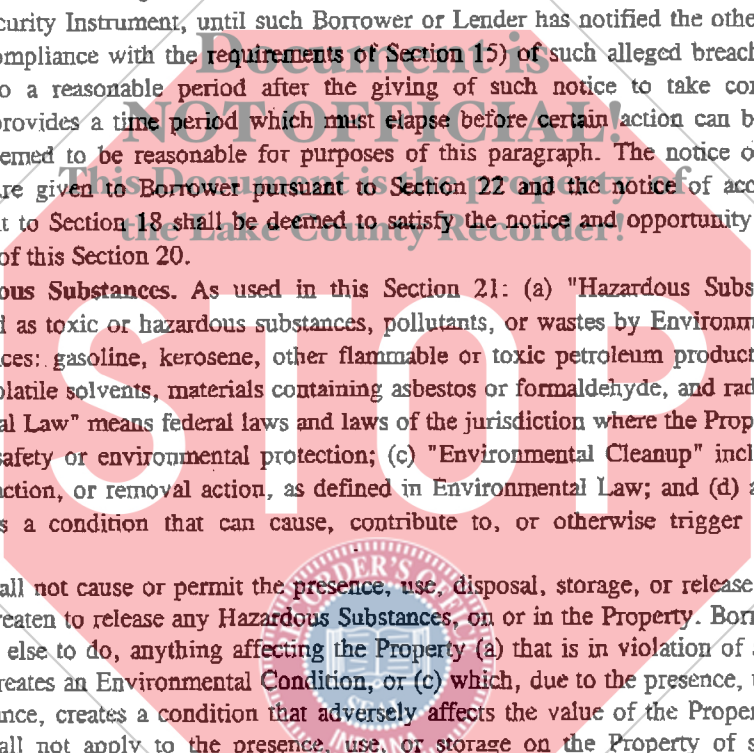 curity Instrument, until such Borrower or Lender has notified the othe
ompliance with the requirements of Section 15) of such alleged breach
Document is
o a reasonable period after the giving of such notice to take co
NOT OFFICIAL!
provides a time period which must elapse before certain action can b
emed to be reasonable for purposes of this paragraph. The notice o
This Document is the property of
re given to Borrower pursuant to Section 22 and the notice of acc
t to Section 18 shall be deemed to satisfy the notice and opportunity
the Lake County Recorder!
of this Section 20.
ous Substances. As used in this Section 21: (a) "Hazardous Subs
d as toxic or hazardous substances, pollutants, or wastes by Environm
STOP
ces: gasoline, kerosene, other flammable or toxic petroleum product
olatile solvents, materials containing asbestos or formaldehyde, and rad
al Law" means federal laws and laws of the jurisdiction where the Prop
safety or environmental protection; (c) "Environmental Cleanup" incl
action, or removal action, as defined in Environmental Law; and (d) a
s a condition that can cause, contribute to, or otherwise trigger
all not cause or permit the presence, use, disposal, storage, or release
reaten to release any Hazardous Substances, on or in the Property. Bor
else to do, anything affecting the Property (a) that is in violation of
reates an Environmental Condition, or (c) which, due to the presence,
nce, creates a condition that adversely affects the value of the Proper
all not apply to the presence, use, or storage on the Property of s